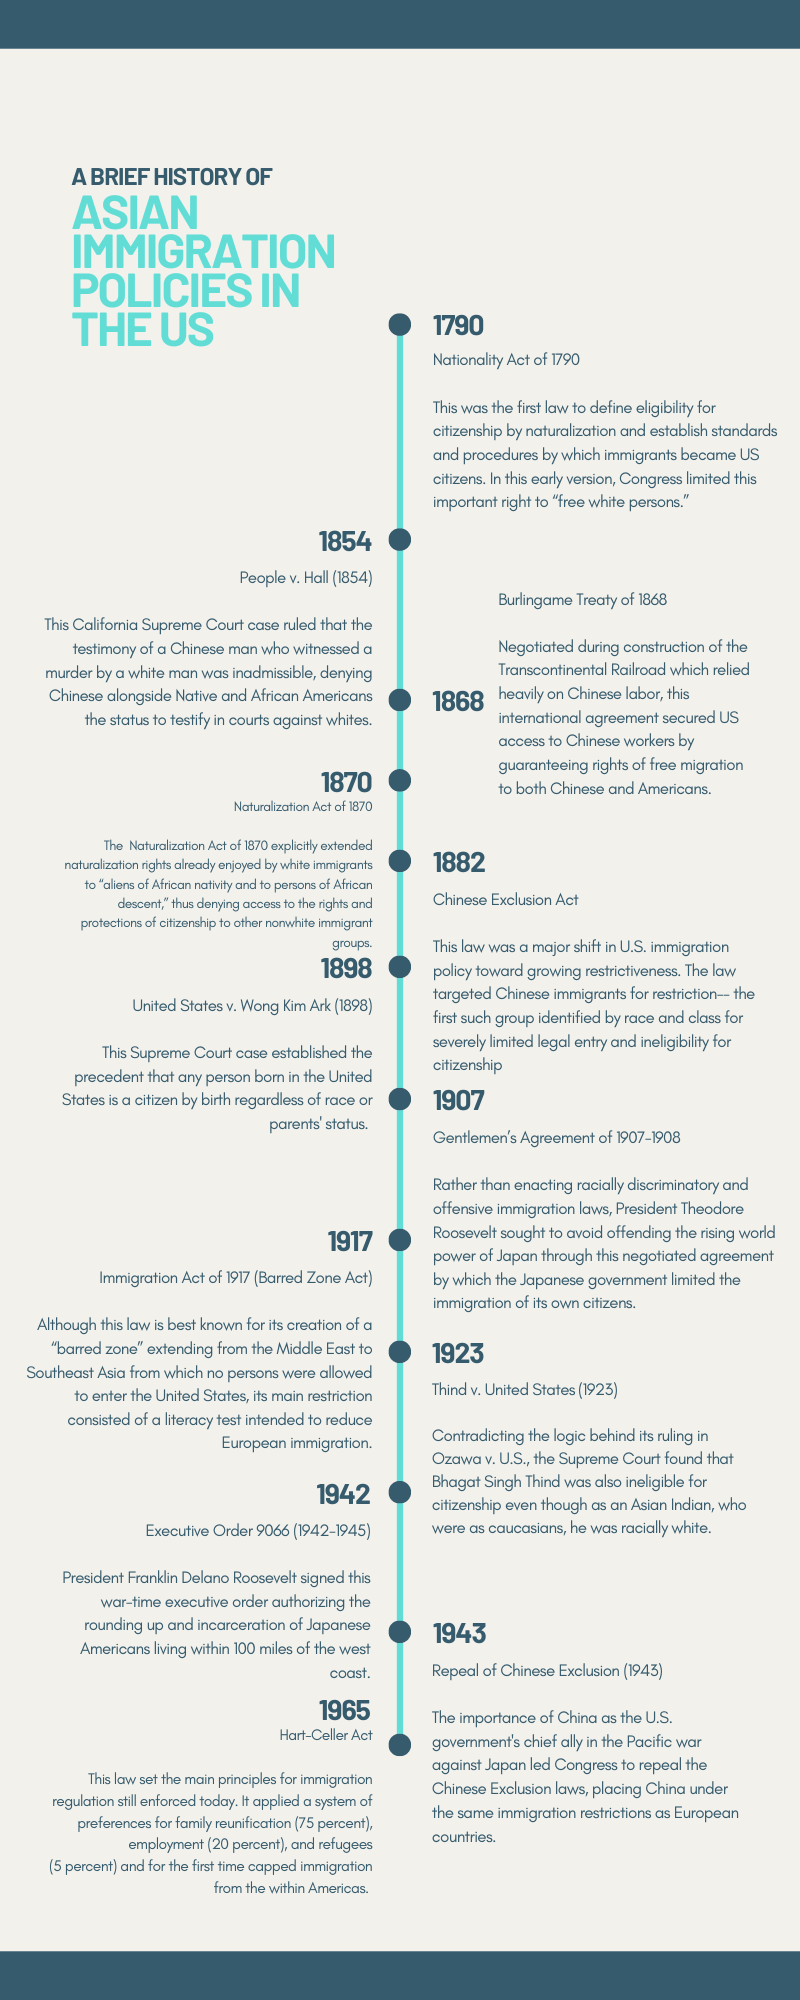 A BRIEF HISTORY OF
ASIAN
IMMIGRATION
POLICIES IN
THE US
1790
Nationality Act of 1790
This was the first law to define eligibility for
citizenship by naturalization and establish standards
and procedures by which immigrants became US
citizens. In this early version, Congress limited this
important right to “free white persons.”
1854
People v. Hall (1854)
This California Supreme Court case ruled that the
testimony of a Chinese man who witnessed a
murder by a white man was inadmissible, denying
Chinese alongside Native and African Americans
the status to testify in courts against whites.
1868
Burlingame Treaty of 1868
Negotiated during construction of the
Transcontinental Railroad which relied
heavily on Chinese labor, this
international agreement secured US
access to Chinese workers by
guaranteeing rights of free migration
to both Chinese and Americans.
1870
Naturalization Act of 1870
The  Naturalization Act of 1870 explicitly extended
naturalization rights already enjoyed by white immigrants
to “aliens of African nativity and to persons of African
descent,” thus denying access to the rights and
protections of citizenship to other nonwhite immigrant
groups.
1882
Chinese Exclusion Act
This law was a major shift in U.S. immigration
policy toward growing restrictiveness. The law
targeted Chinese immigrants for restriction-- the
first such group identified by race and class for
severely limited legal entry and ineligibility for
citizenship
1898
United States v. Wong Kim Ark (1898)
This Supreme Court case established the
precedent that any person born in the United
States is a citizen by birth regardless of race or
parents' status.
1907
Gentlemen’s Agreement of 1907-1908
Rather than enacting racially discriminatory and
offensive immigration laws, President Theodore
Roosevelt sought to avoid offending the rising world
power of Japan through this negotiated agreement
by which the Japanese government limited the
immigration of its own citizens.
1917
Immigration Act of 1917 (Barred Zone Act)
Although this law is best known for its creation of a
“barred zone” extending from the Middle East to
Southeast Asia from which no persons were allowed
to enter the United States, its main restriction
consisted of a literacy test intended to reduce
European immigration.
1923
Thind v. United States (1923)
Contradicting the logic behind its ruling in
Ozawa v. U.S., the Supreme Court found that
Bhagat Singh Thind was also ineligible for
citizenship even though as an Asian Indian, who
were as caucasians, he was racially white.
1942
Executive Order 9066 (1942-1945)
President Franklin Delano Roosevelt signed this
war-time executive order authorizing the
rounding up and incarceration of Japanese
Americans living within 100 miles of the west
coast.
1943
Repeal of Chinese Exclusion (1943)
The importance of China as the U.S.
government's chief ally in the Pacific war
against Japan led Congress to repeal the
Chinese Exclusion laws, placing China under
the same immigration restrictions as European
countries.
1965
Hart-Celler Act
This law set the main principles for immigration
regulation still enforced today. It applied a system of
preferences for family reunification (75 percent),
employment (20 percent), and refugees
(5 percent) and for the first time capped immigration
from the within Americas.